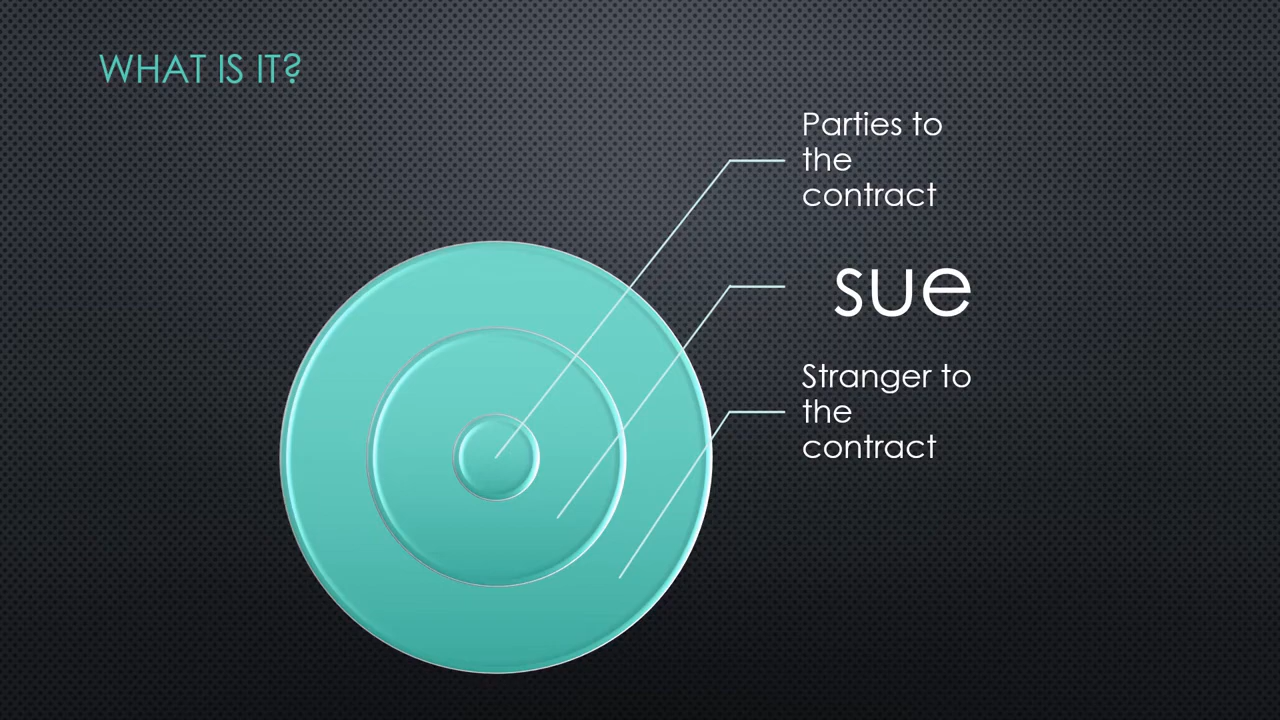 WHAT IS IT?
Parties to
the
contract
sue
Stranger to
the
contract